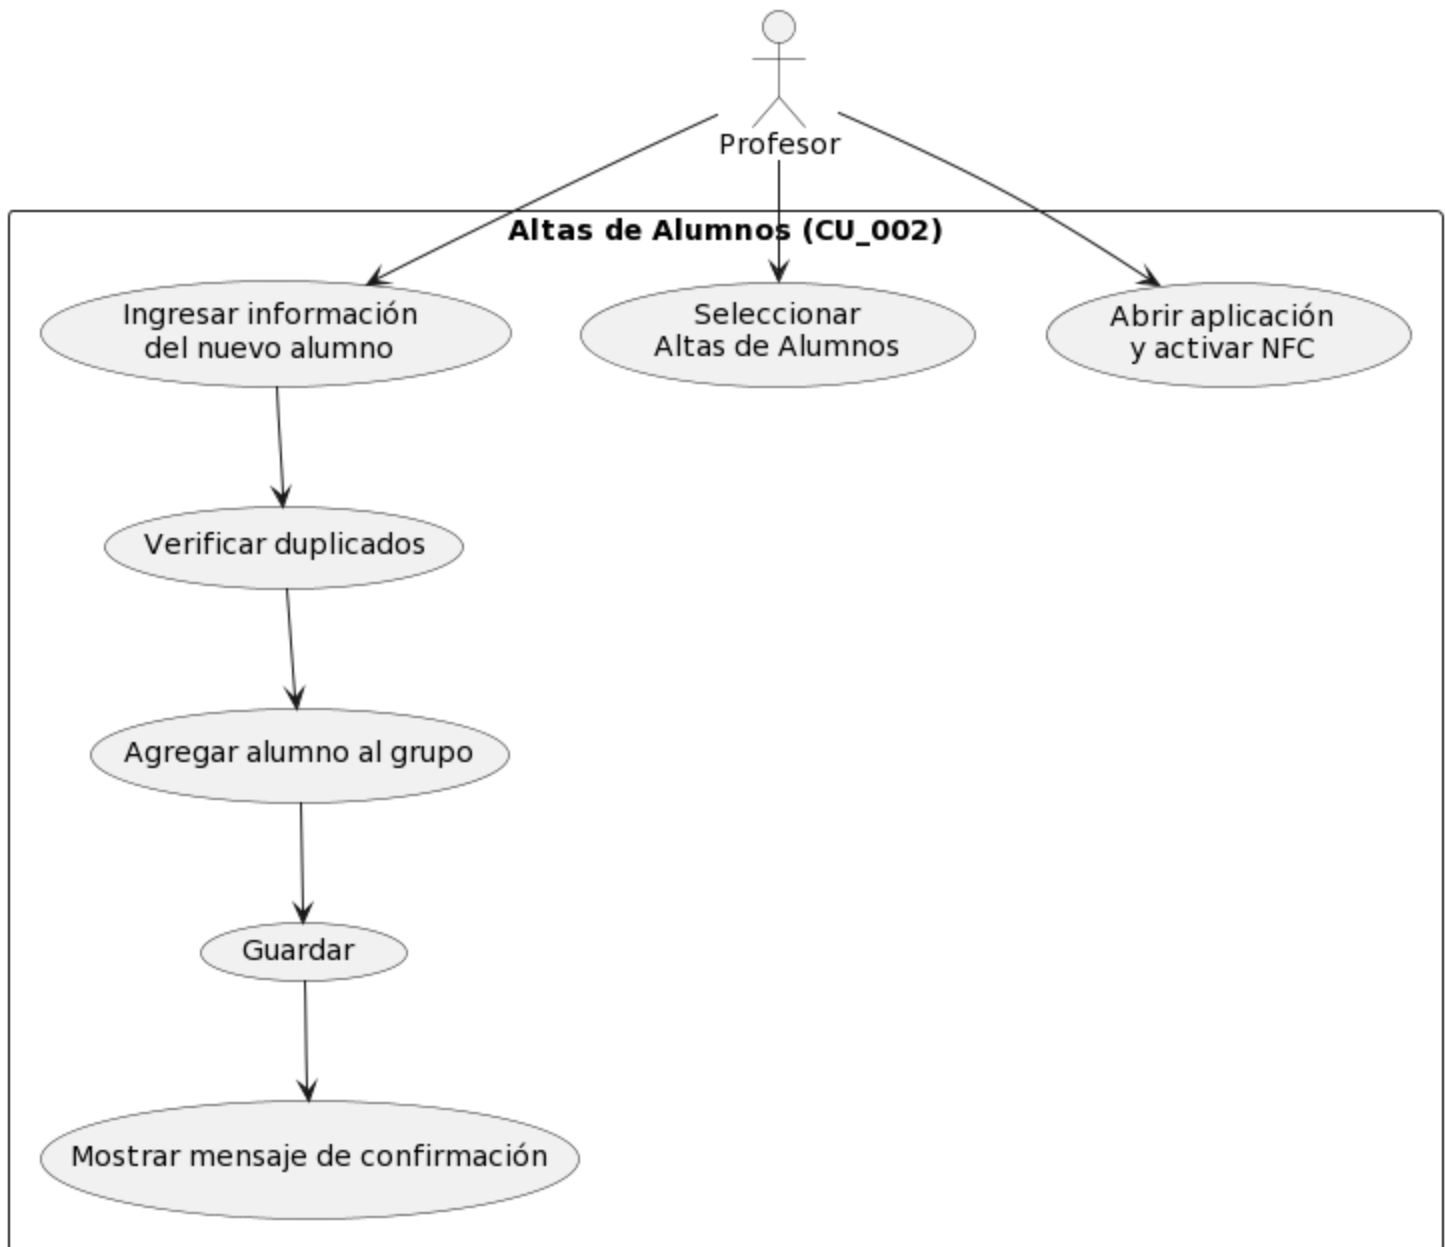 Profesor
Altas de Alumnos (CU_002)
Ingresar información
del nuevo alumno
Seleccionar
Altas de Alumnos
Abrir aplicación
y activar NFC
Verificar duplicados
Agregar alumno al grupo
Guardar
Mostrar mensaje de confirmación